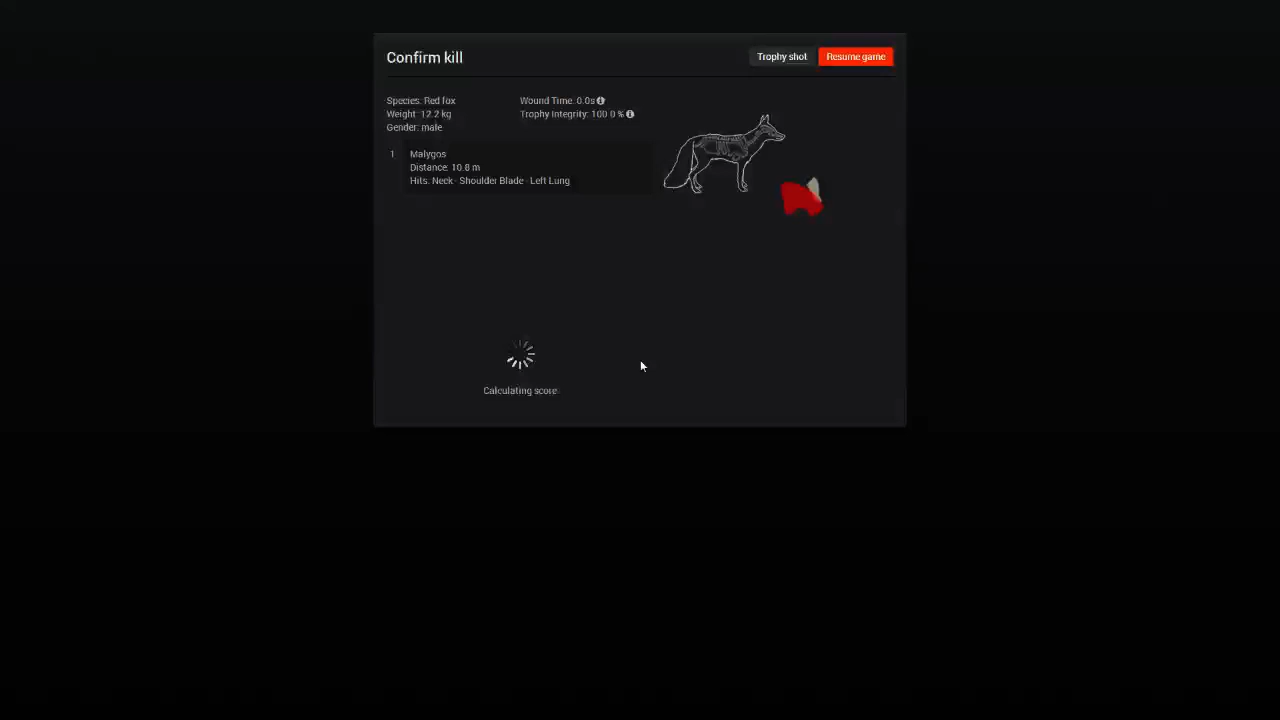 Confirm kill
Trophy shot
Resume game
Species: Red fox
Weight: 12.2 kg
Gender: male
Wound Time: 0.0s
Trophy Integrity: 100.0 %
1
Malygos
Distance: 10.8 m
Hits: Neck - Shoulder Blade - Left Lung
Calculating score